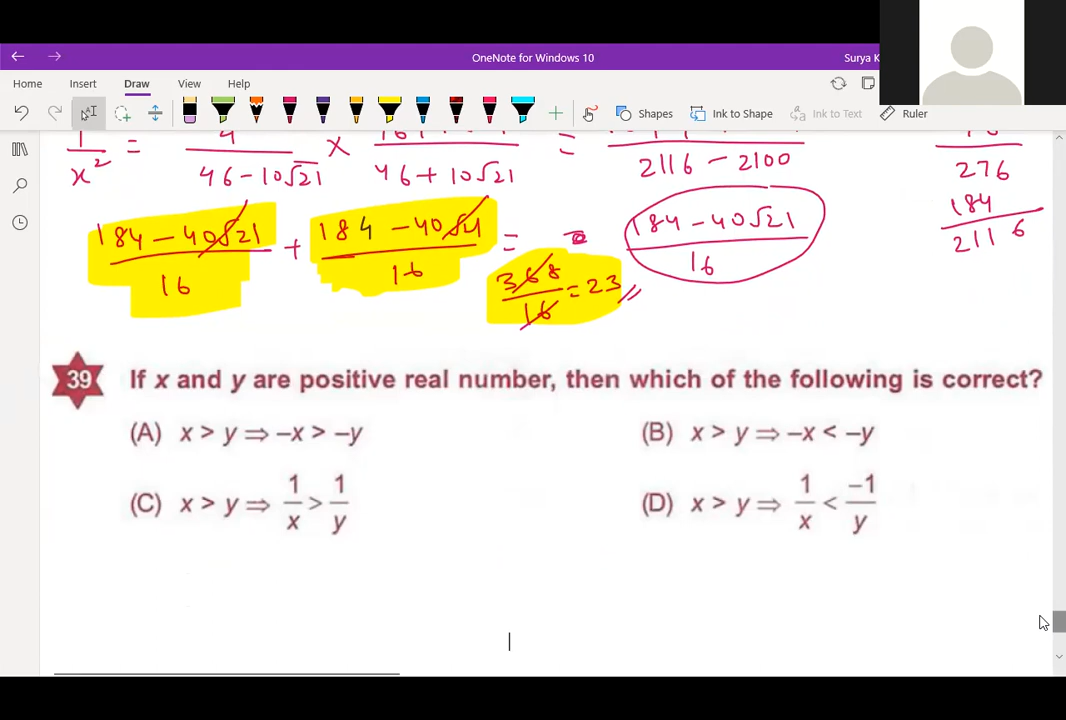 OneNote for Windows 10
Surya K
Home Insert Draw View Help
Shapes Ink to Shape Ink to Text Ruler
1/x² = 4/(46 - 10√21) × /(46 + 10√21) = /(2116 - 2100)
276
184
2116
(184 - 40√21)/16 + (184 - 40√21)/16 = (184 - 40√21)/16
368/16 = 23
39 If x and y are positive real number, then which of the following is correct?
(A) x > y ⇒ –x > –y
(B) x > y ⇒ –x < –y
(C) x > y ⇒ 1/x > 1/y
(D) x > y ⇒ 1/x < –1/y